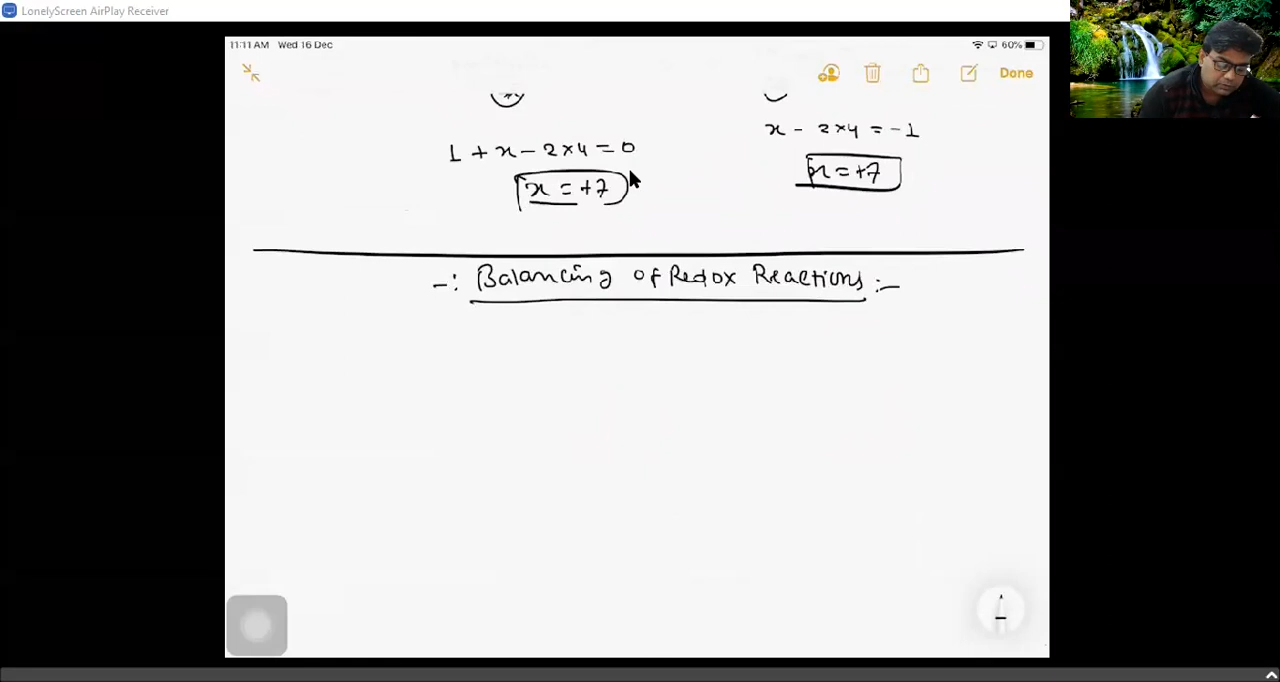 LonelyScreen AirPlay Receiver
11:11 AM Wed 16 Dec
60%
Done
1 + x - 2×4 = 0
x = +7
x - 2×4 = -1
x = +7
-: Balancing of Redox Reactions :-